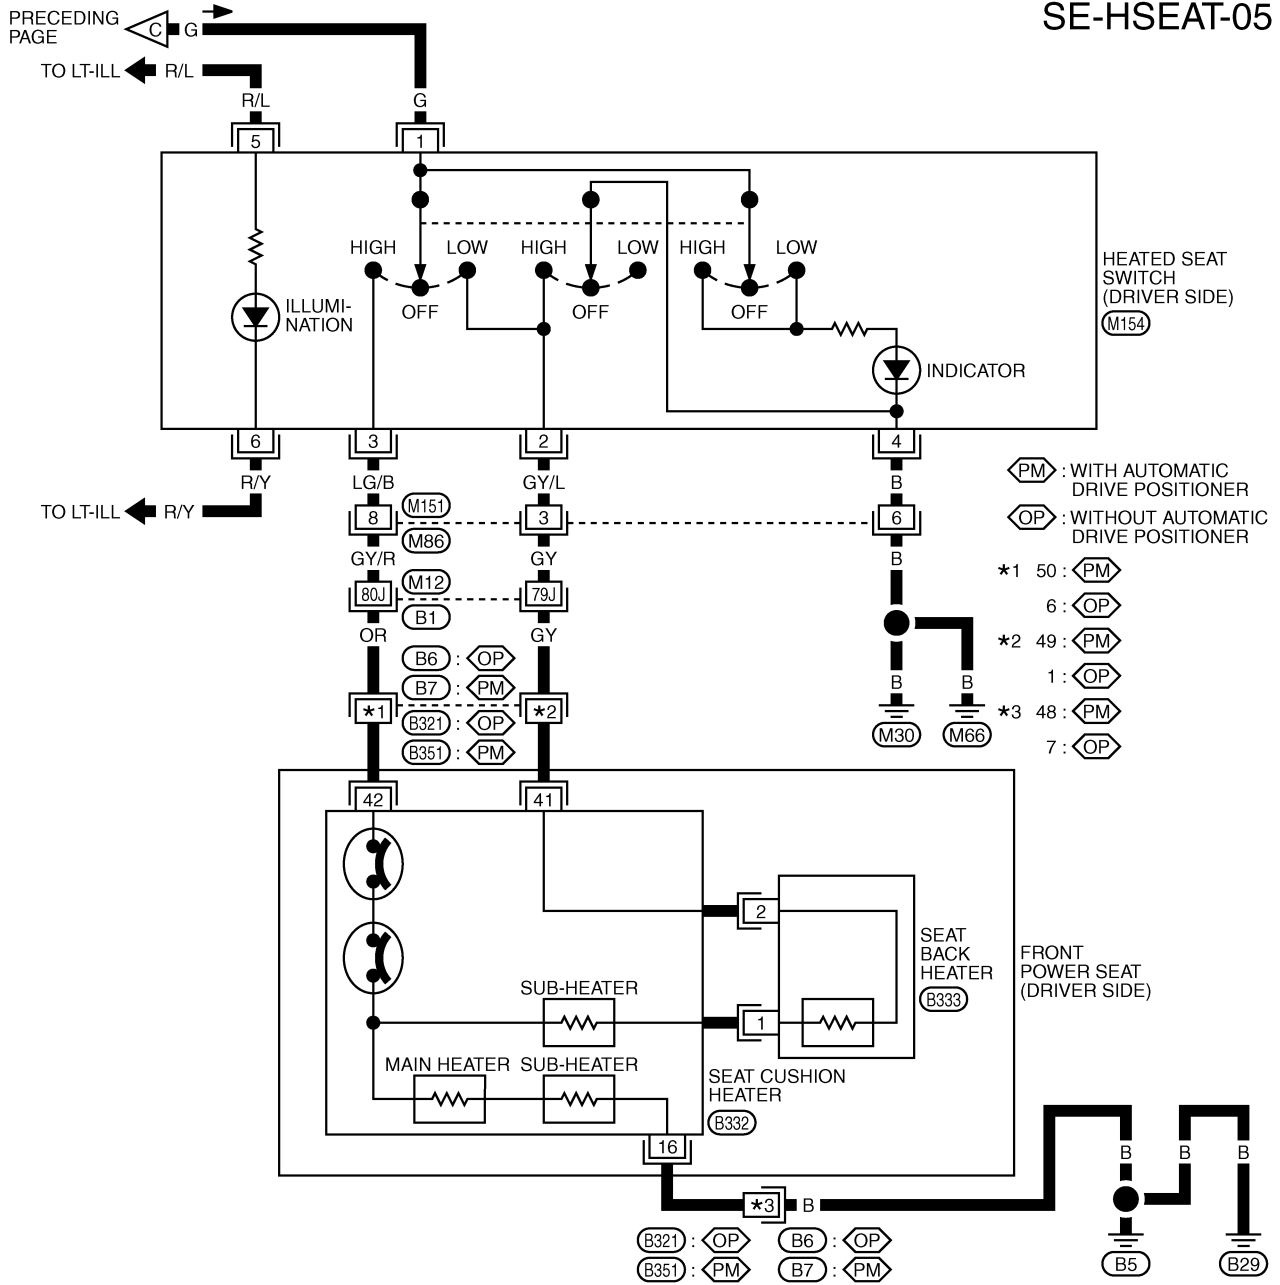 SE-HSEAT-05
PRECEDING
PAGE
C G
TO LT-ILL R/L
R/L G
5 1
HIGH LOW HIGH LOW HIGH LOW
OFF OFF OFF
ILLUMI-
NATION
INDICATOR
HEATED SEAT
SWITCH
(DRIVER SIDE)
M154
6 3 2 4
R/Y LG/B GY/L B
TO LT-ILL R/Y
8 M151 3 6
M86
GY/R GY B
80J M12 79J
B1
OR GY
B6 : OP
B7 : PM
*1 *2
B321 : OP
B351 : PM
B B
M30 M66
PM : WITH AUTOMATIC
DRIVE POSITIONER
OP : WITHOUT AUTOMATIC
DRIVE POSITIONER
*1 50 : PM
6 : OP
*2 49 : PM
1 : OP
*3 48 : PM
7 : OP
42 41
2
SEAT
BACK
HEATER
B333
FRONT
POWER SEAT
(DRIVER SIDE)
SUB-HEATER
1
MAIN HEATER SUB-HEATER
SEAT CUSHION
HEATER
B332
16
*3 B
B B B
B321 : OP B6 : OP
B351 : PM B7 : PM
B5 B29